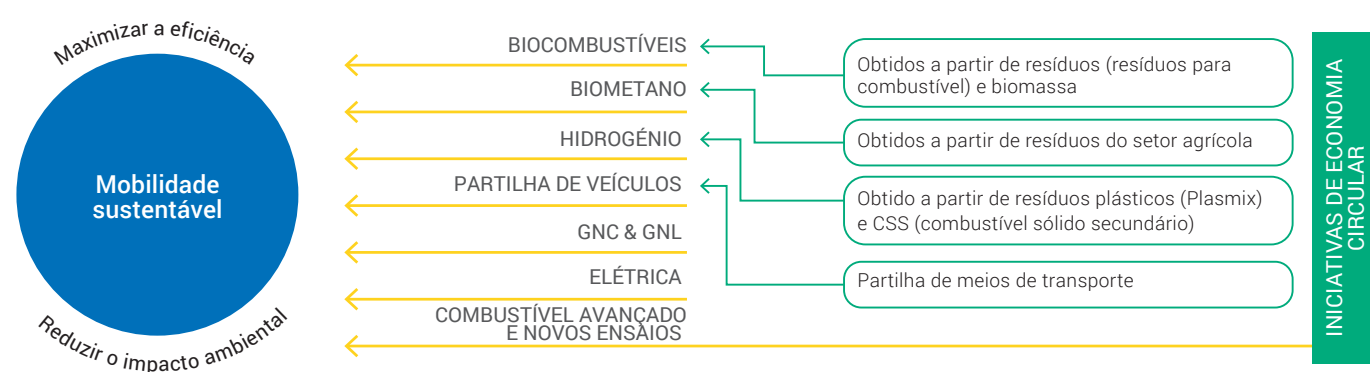 Maximizar a eficiência
Mobilidade
sustentável
Reduzir o impacto ambiental
BIOCOMBUSTÍVEIS
BIOMETANO
HIDROGÉNIO
PARTILHA DE VEÍCULOS
GNC & GNL
ELÉTRICA
COMBUSTÍVEL AVANÇADO
E NOVOS ENSAIOS
Obtidos a partir de resíduos (resíduos para
combustível) e biomassa
Obtidos a partir de resíduos do setor agrícola
Obtido a partir de resíduos plásticos (Plasmix)
e CSS (combustível sólido secundário)
Partilha de meios de transporte
INICIATIVAS DE ECONOMIA
CIRCULAR